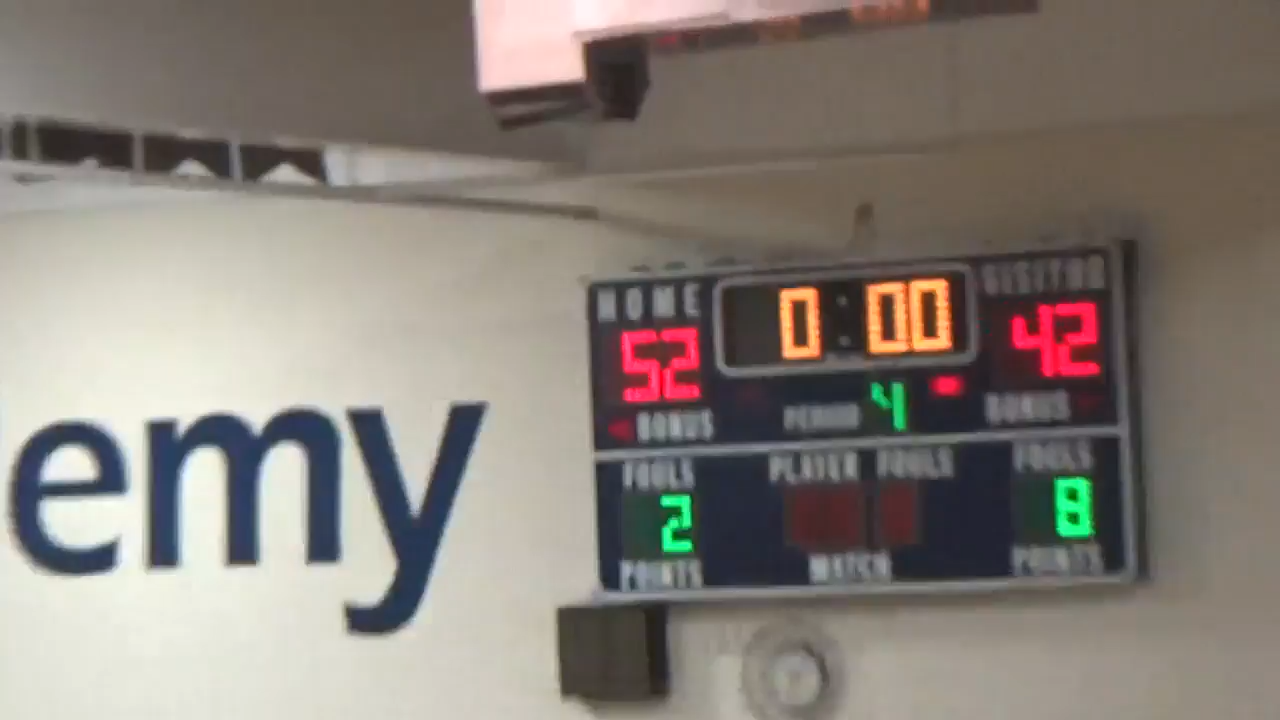 HOME 0:00 VISITOR
52 42
BONUS PERIOD 4 BONUS
FOULS PLAYER FOULS FOULS
2 8
POINTS MATCH POINTS
emy